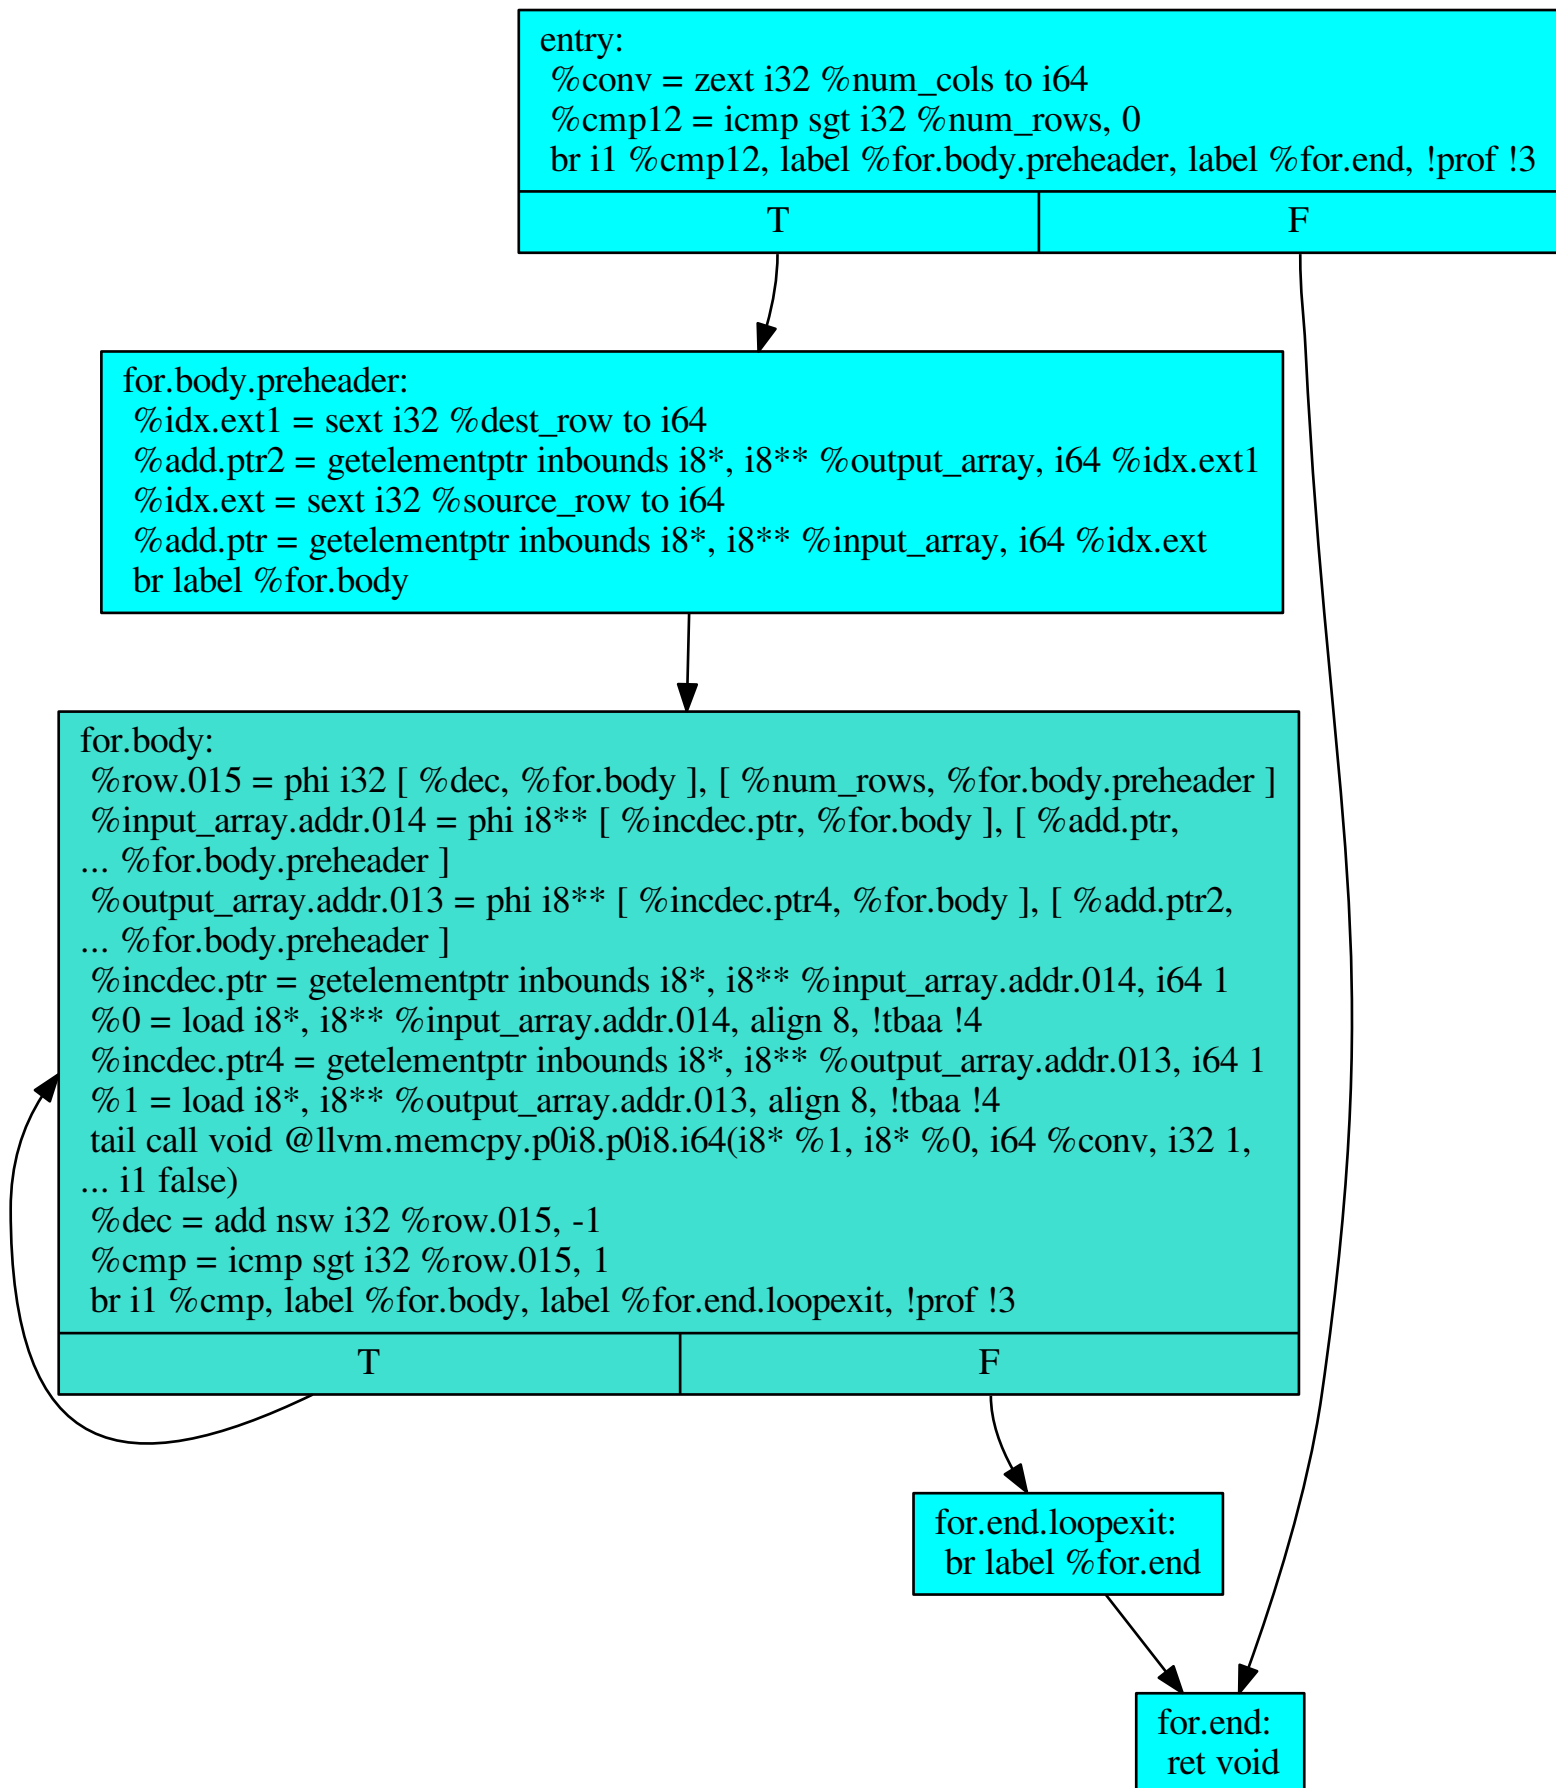 entry:
%conv = zext i32 %num_cols to i64
%cmp12 = icmp sgt i32 %num_rows, 0
br i1 %cmp12, label %for.body.preheader, label %for.end, !prof !3
T
F
for.body.preheader:
%idx.ext1 = sext i32 %dest_row to i64
%add.ptr2 = getelementptr inbounds i8*, i8** %output_array, i64 %idx.ext1
%idx.ext = sext i32 %source_row to i64
%add.ptr = getelementptr inbounds i8*, i8** %input_array, i64 %idx.ext
br label %for.body
for.body:
%row.015 = phi i32 [ %dec, %for.body ], [ %num_rows, %for.body.preheader ]
%input_array.addr.014 = phi i8** [ %incdec.ptr, %for.body ], [ %add.ptr,
... %for.body.preheader ]
%output_array.addr.013 = phi i8** [ %incdec.ptr4, %for.body ], [ %add.ptr2,
... %for.body.preheader ]
%incdec.ptr = getelementptr inbounds i8*, i8** %input_array.addr.014, i64 1
%0 = load i8*, i8** %input_array.addr.014, align 8, !tbaa !4
%incdec.ptr4 = getelementptr inbounds i8*, i8** %output_array.addr.013, i64 1
%1 = load i8*, i8** %output_array.addr.013, align 8, !tbaa !4
tail call void @llvm.memcpy.p0i8.p0i8.i64(i8* %1, i8* %0, i64 %conv, i32 1,
... i1 false)
%dec = add nsw i32 %row.015, -1
%cmp = icmp sgt i32 %row.015, 1
br i1 %cmp, label %for.body, label %for.end.loopexit, !prof !3
T
F
for.end.loopexit:
br label %for.end
for.end:
ret void